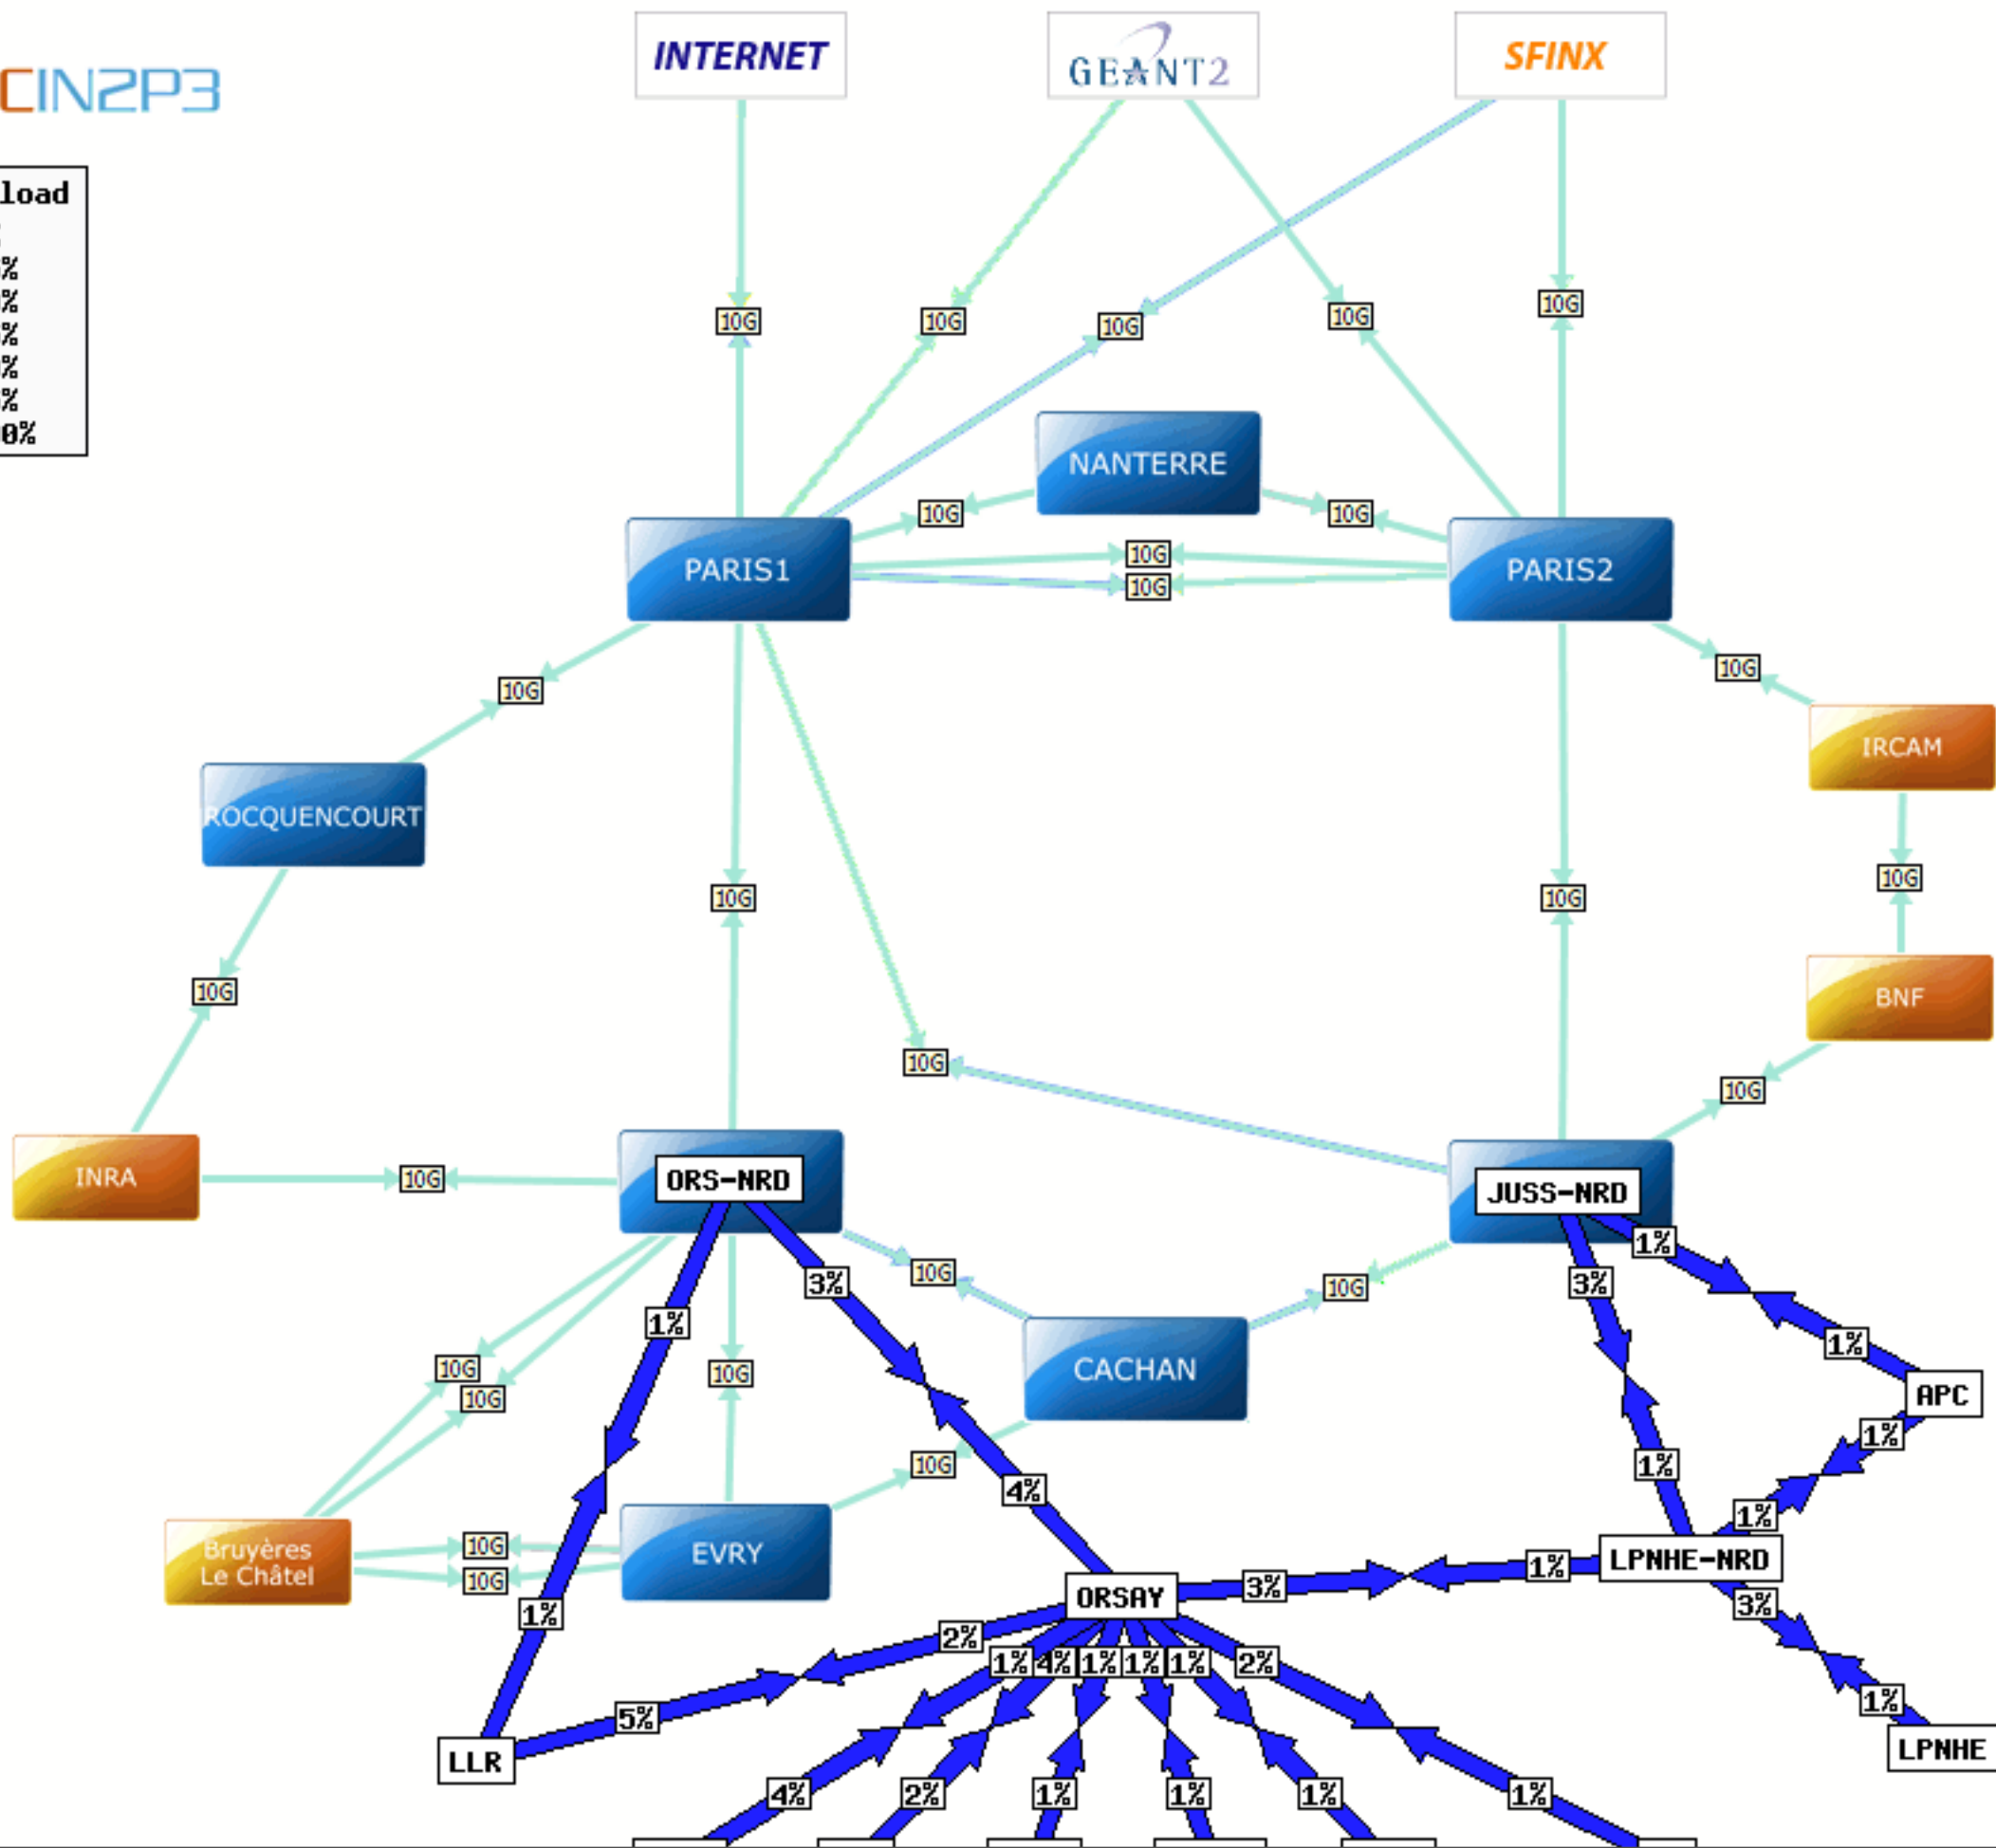 INTERNET
GEANT2
SFINX
CIN2P3
load
%
%
%
%
%
0%
10G
10G
10G
10G
10G
NANTERRE
10G
10G
PARIS1
10G
PARIS2
10G
10G
10G
IRCAM
ROCQUENCOURT
10G
10G
10G
10G
BNF
10G
10G
INRA
10G
ORS-NRD
JUSS-NRD
1%
10G
3%
3%
10G
1%
1%
10G
10G
CACHAN
10G
APC
1%
10G
1%
4%
1%
10G
Bruyères
Le Châtel
10G
EVRY
LPNHE-NRD
1%
3%
10G
ORSAY
1%
3%
2%
1%
4%
1%
1%
1%
2%
1%
5%
LLR
LPNHE
4%
2%
1%
1%
1%
1%